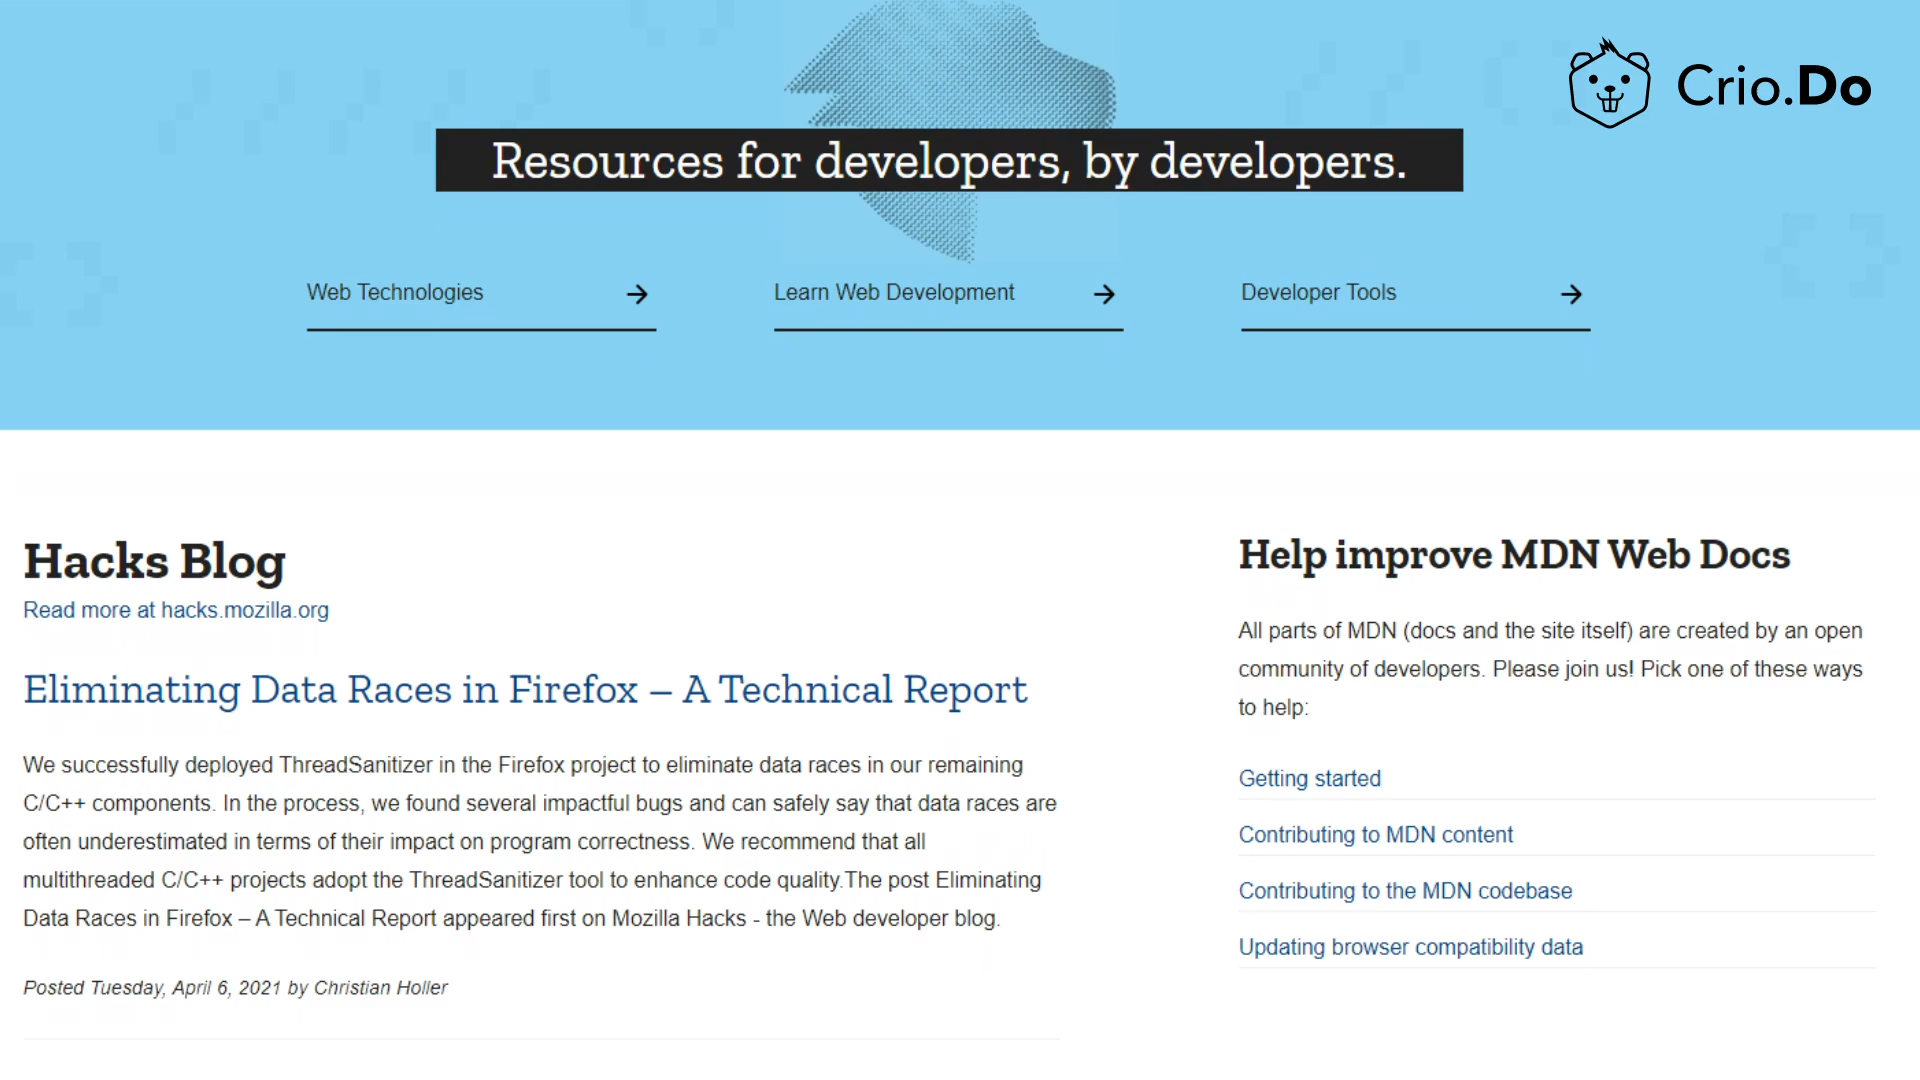 Crio.Do
Resources for developers, by developers.
Web Technologies
Learn Web Development
Developer Tools
Hacks Blog
Read more at hacks.mozilla.org
Eliminating Data Races in Firefox – A Technical Report
We successfully deployed ThreadSanitizer in the Firefox project to eliminate data races in our remaining
C/C++ components. In the process, we found several impactful bugs and can safely say that data races are
often underestimated in terms of their impact on program correctness. We recommend that all
multithreaded C/C++ projects adopt the ThreadSanitizer tool to enhance code quality.The post Eliminating
Data Races in Firefox – A Technical Report appeared first on Mozilla Hacks - the Web developer blog.
Posted Tuesday, April 6, 2021 by Christian Holler
Help improve MDN Web Docs
All parts of MDN (docs and the site itself) are created by an open
community of developers. Please join us! Pick one of these ways
to help:
Getting started
Contributing to MDN content
Contributing to the MDN codebase
Updating browser compatibility data